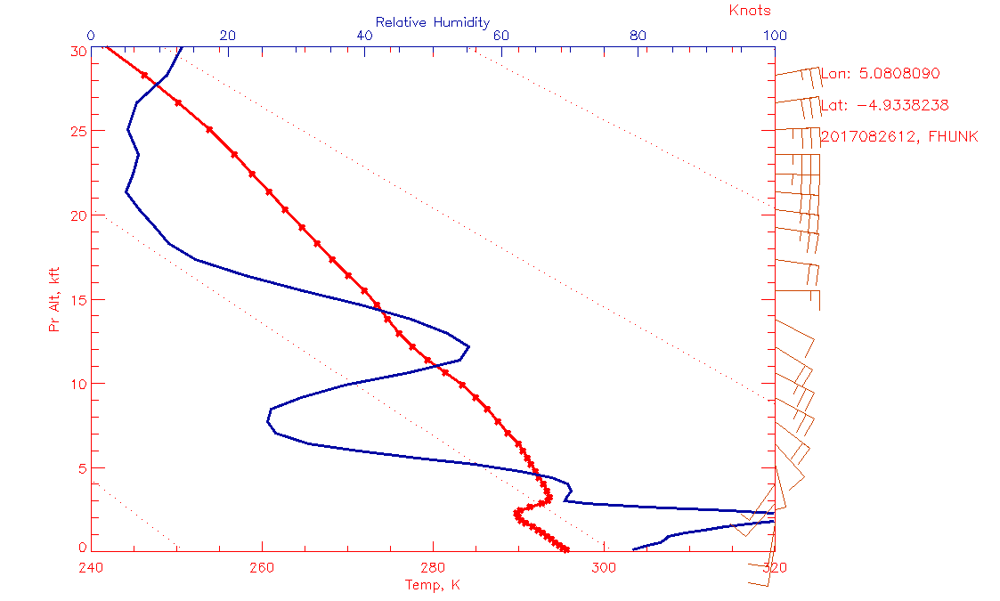 Knots
Relative Humidity
0 20 40 60 80 100
30
25
20
15
10
5
0
Pr Alt, kft
240 260 280 300 320
Temp, K
Lon: 5.0808090
Lat: -4.9338238
2017082612, FHUNK